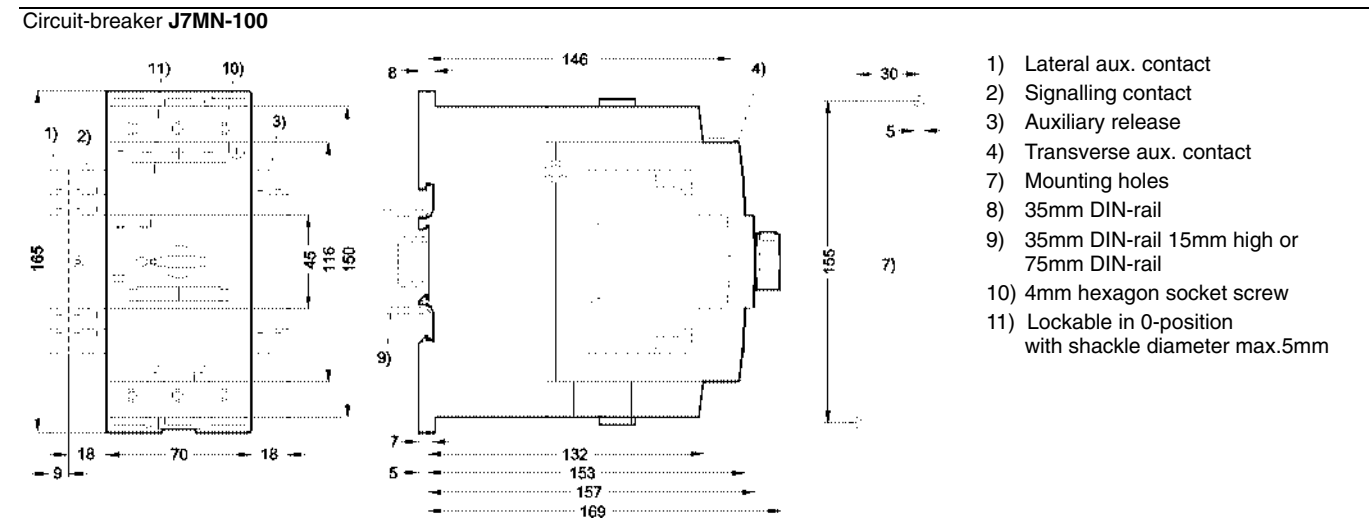 Circuit-breaker J7MN-100
11)
10)
1)
2)
3)
165
45
116
150
18
70
18
9
8
146
4)
9)
7
132
5
153
157
169
30
5
155
7)
1) Lateral aux. contact
2) Signalling contact
3) Auxiliary release
4) Transverse aux. contact
7) Mounting holes
8) 35mm DIN-rail
9) 35mm DIN-rail 15mm high or
75mm DIN-rail
10) 4mm hexagon socket screw
11) Lockable in 0-position
with shackle diameter max.5mm